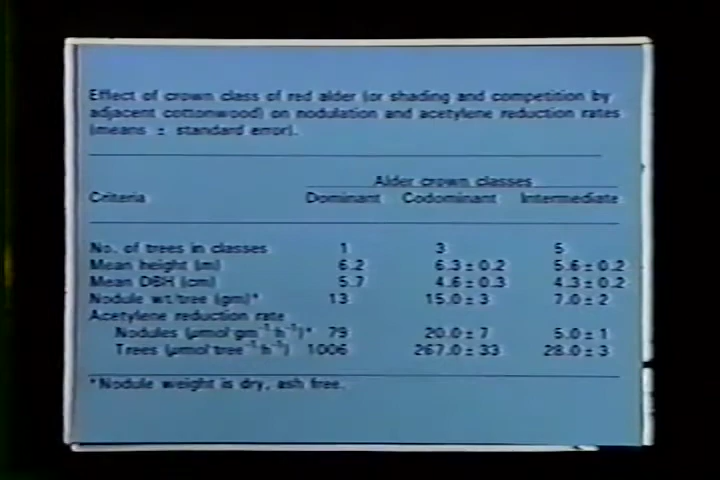 Effect of crown class of red alder (or shading and competition by
adjacent cottonwood) on nodulation and acetylene reduction rates
(means ± standard error).
Alder crown classes
Criteria Dominant Codominant Intermediate
No. of trees in classes 1 3 5
Mean height (m) 6.2 6.3±0.2 5.6±0.2
Mean DBH (cm) 5.7 4.6±0.3 4.3±0.2
Nodule wt/tree (gm)* 13 15.0±3 7.0±2
Acetylene reduction rate
Nodules (μmol gm⁻¹ h⁻¹)* 79 20.0±7 5.0±1
Trees (μmol tree⁻¹ h⁻¹) 1006 267.0±33 28.0±3
*Nodule weight is dry, ash free.